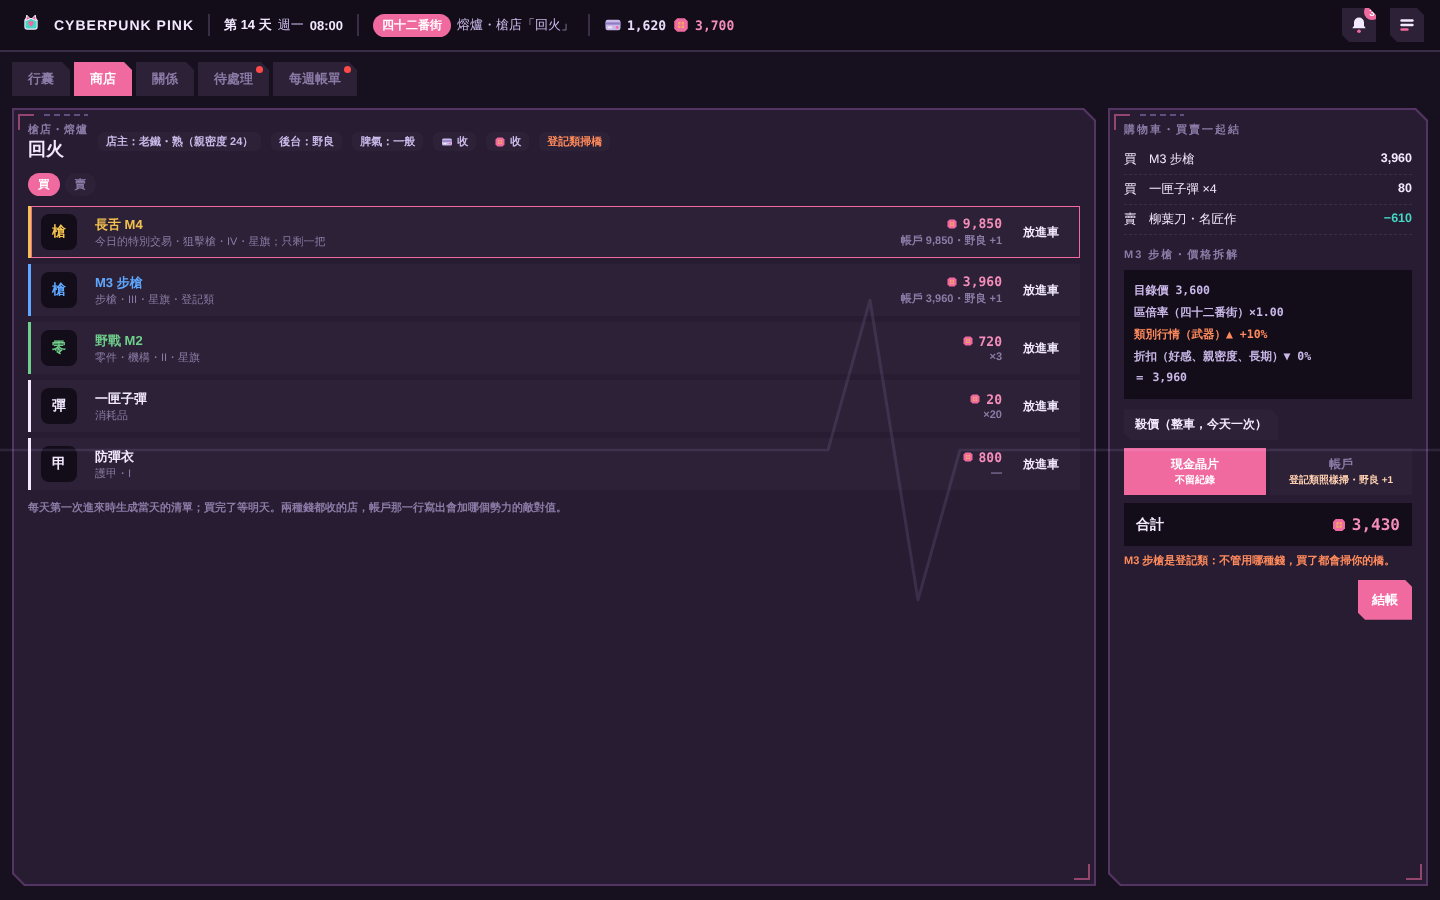 CYBERPUNK PINK 第 14 天 週一 08:00 四十二番街 熔爐・槍店「回火」 1,620 3,700
行囊 商店 關係 待處理 每週帳單
槍店・熔爐
回火
店主：老鐵・熟（親密度 24） 後台：野良 脾氣：一般 收 收 登記類掃橋
買 賣
槍
長舌 M4
今日的特別交易・狙擊槍・IV・星旗；只剩一把
9,850
帳戶 9,850・野良 +1
放進車
槍
M3 步槍
步槍・III・星旗・登記類
3,960
帳戶 3,960・野良 +1
放進車
零
野戰 M2
零件・機構・II・星旗
720
×3
放進車
彈
一匣子彈
消耗品
20
×20
放進車
甲
防彈衣
護甲・I
800
—
放進車
每天第一次進來時生成當天的清單；買完了等明天。兩種錢都收的店，帳戶那一行寫出會加哪個勢力的敵對值。
購物車・買賣一起結
買 M3 步槍 3,960
買 一匣子彈 ×4 80
賣 柳葉刀・名匠作 −610
M3 步槍・價格拆解
目錄價 3,600
區倍率（四十二番街）×1.00
類別行情（武器）▲ +10%
折扣（好感、親密度、長期）▼ 0%
＝ 3,960
殺價（整車，今天一次）
現金晶片
不留紀錄
帳戶
登記類照樣掃・野良 +1
合計 3,430
M3 步槍是登記類：不管用哪種錢，買了都會掃你的橋。
結帳